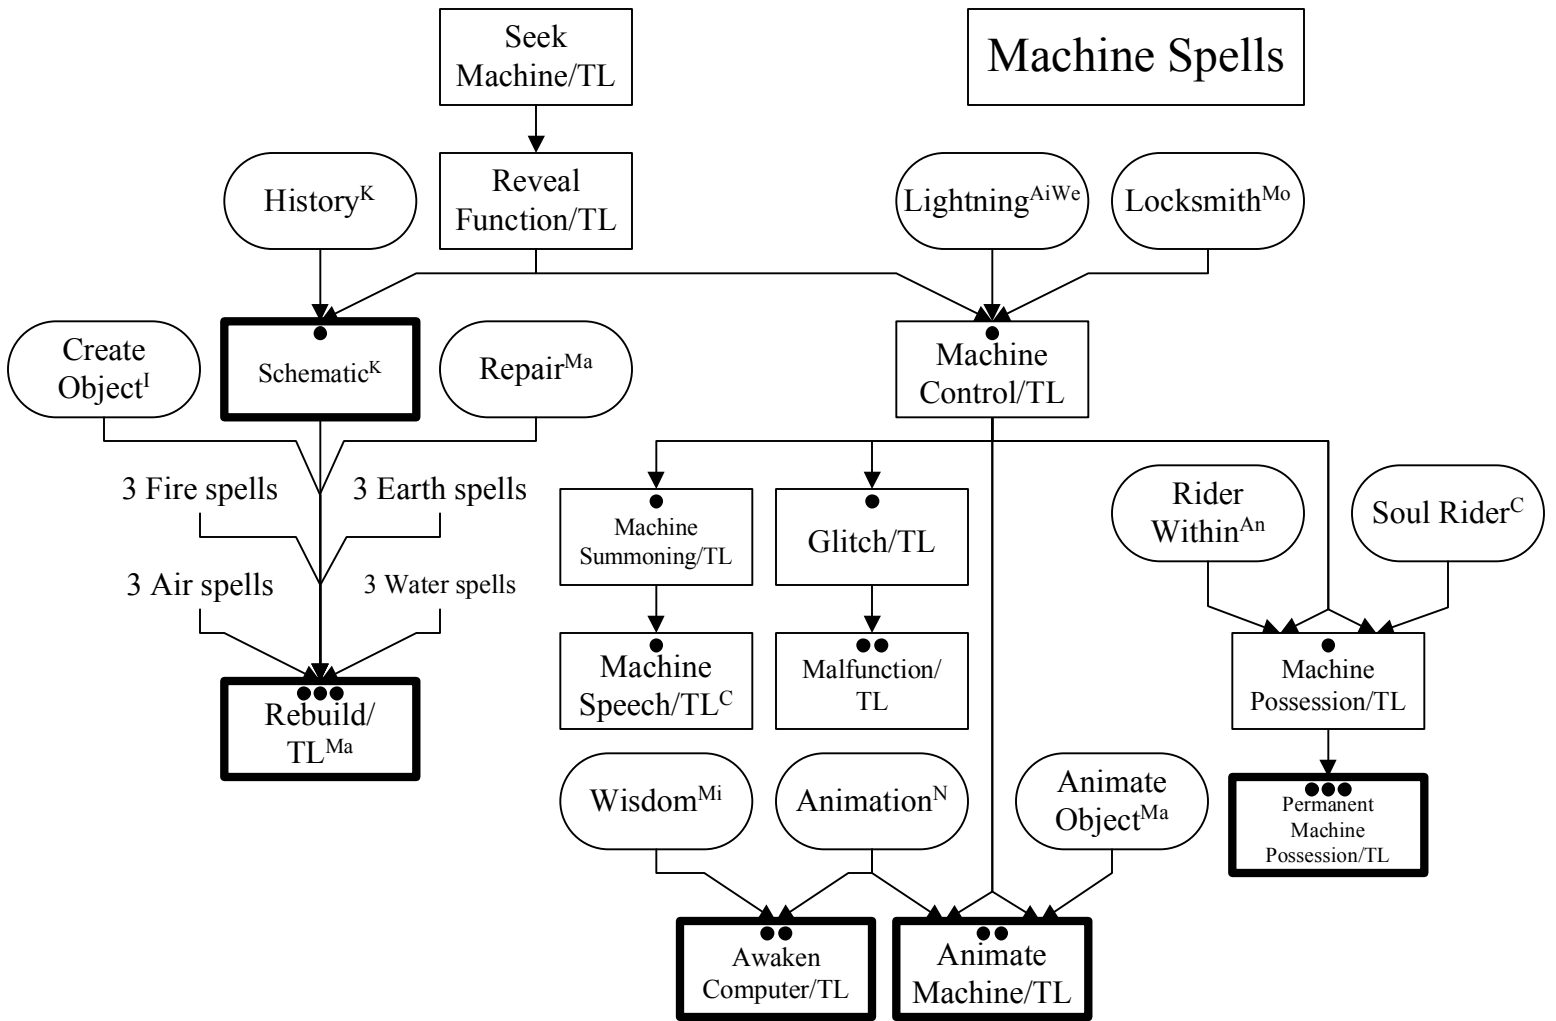 Seek
Machine/TL
Machine Spells
History^K
Reveal
Function/TL
Lightning^AiWe
Locksmith^Mo
Create
Object^I
Schematic^K
Repair^Ma
Machine
Control/TL
3 Fire spells
3 Earth spells
Machine
Summoning/TL
Glitch/TL
Rider
Within^An
Soul Rider^C
3 Air spells
3 Water spells
Rebuild/
TL^Ma
Machine
Speech/TL^C
Malfunction/
TL
Machine
Possession/TL
Wisdom^Mi
Animation^N
Animate
Object^Ma
Permanent
Machine
Possession/TL
Awaken
Computer/TL
Animate
Machine/TL